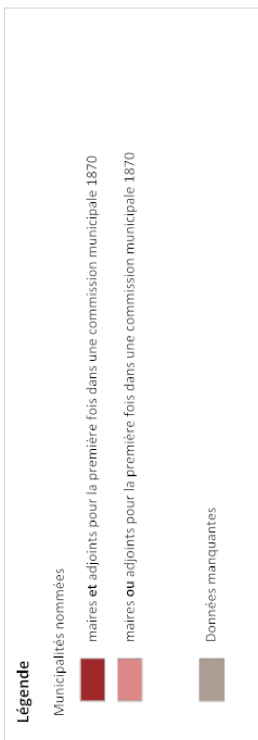 Légende
Municipalités nommées
maires et adjoints pour la première fois dans une commission municipale 1870
maires ou adjoints pour la première fois dans une commission municipale 1870
Données manquantes